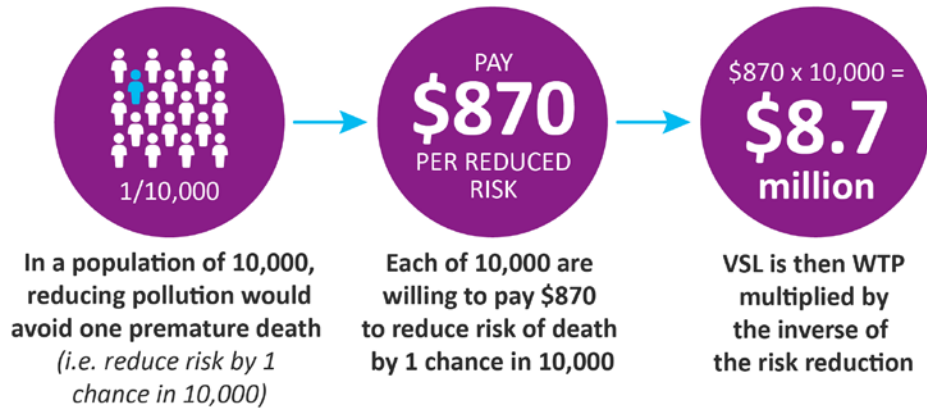 1/10,000
In a population of 10,000,
reducing pollution would
avoid one premature death
(i.e. reduce risk by 1
chance in 10,000)
PAY
$870
PER REDUCED
RISK
Each of 10,000 are
willing to pay $870
to reduce risk of death
by 1 chance in 10,000
$870 x 10,000 =
$8.7
million
VSL is then WTP
multiplied by
the inverse of
the risk reduction